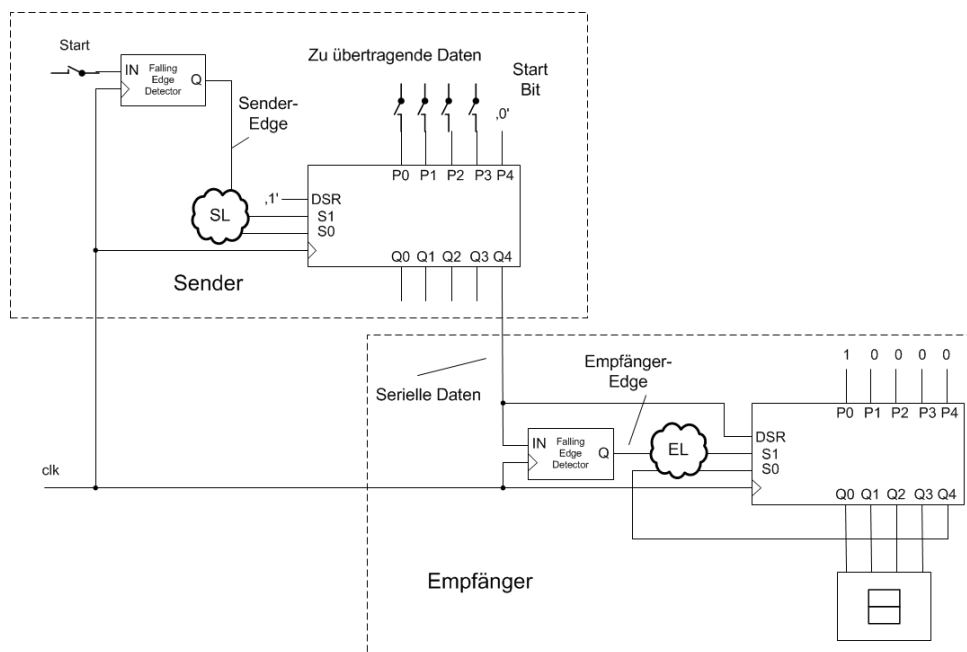 Start
IN Falling Edge Detector Q
Sender-
Edge
Zu übertragende Daten
Start
Bit
‚0'
P0 P1 P2 P3 P4
‚1'
DSR
SL
S1
S0
Q0 Q1 Q2 Q3 Q4
Sender
Serielle Daten
Empfänger-
Edge
1 0 0 0 0
P0 P1 P2 P3 P4
IN Falling Edge Detector Q
EL
DSR
S1
S0
clk
Q0 Q1 Q2 Q3 Q4
Empfänger